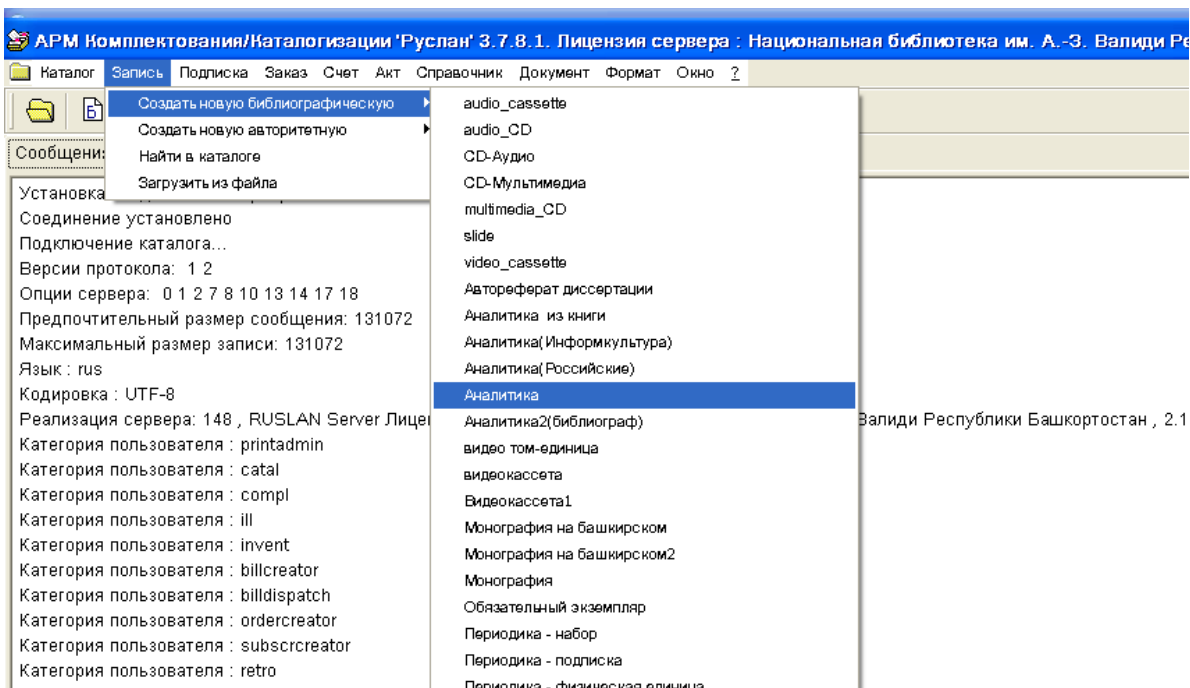 АРМ Комплектования/Каталогизации 'Руслан' 3.7.8.1. Лицензия сервера : Национальная библиотека им. А.-З. Валиди Ре
Каталог Запись Подписка Заказ Счет Акт Справочник Документ Формат Окно ?
Создать новую библиографическую
Создать новую авторитетную
Найти в каталоге
Загрузить из файла
audio_cassette
audio_CD
CD-Аудио
CD-Мультимедиа
multimedia_CD
slide
video_cassette
Автореферат диссертации
Аналитика из книги
Аналитика(Информкультура)
Аналитика(Российские)
Аналитика
Аналитика2(библиограф)
видео том-единица
видеокассета
Видеокассета1
Монография на башкирском
Монография на башкирском2
Монография
Обязательный экземпляр
Периодика - набор
Периодика - подписка
Периодика - физическая единица
Сообщени
Установка
Соединение установлено
Подключение каталога...
Версии протокола: 1 2
Опции сервера: 0 1 2 7 8 10 13 14 17 18
Предпочтительный размер сообщения: 131072
Максимальный размер записи: 131072
Язык : rus
Кодировка : UTF-8
Реализация сервера: 148 , RUSLAN Server Лице Валиди Республики Башкортостан , 2.1
Категория пользователя : printadmin
Категория пользователя : catal
Категория пользователя : compl
Категория пользователя : ill
Категория пользователя : invent
Категория пользователя : billcreator
Категория пользователя : billdispatch
Категория пользователя : ordercreator
Категория пользователя : subscrcreator
Категория пользователя : retro